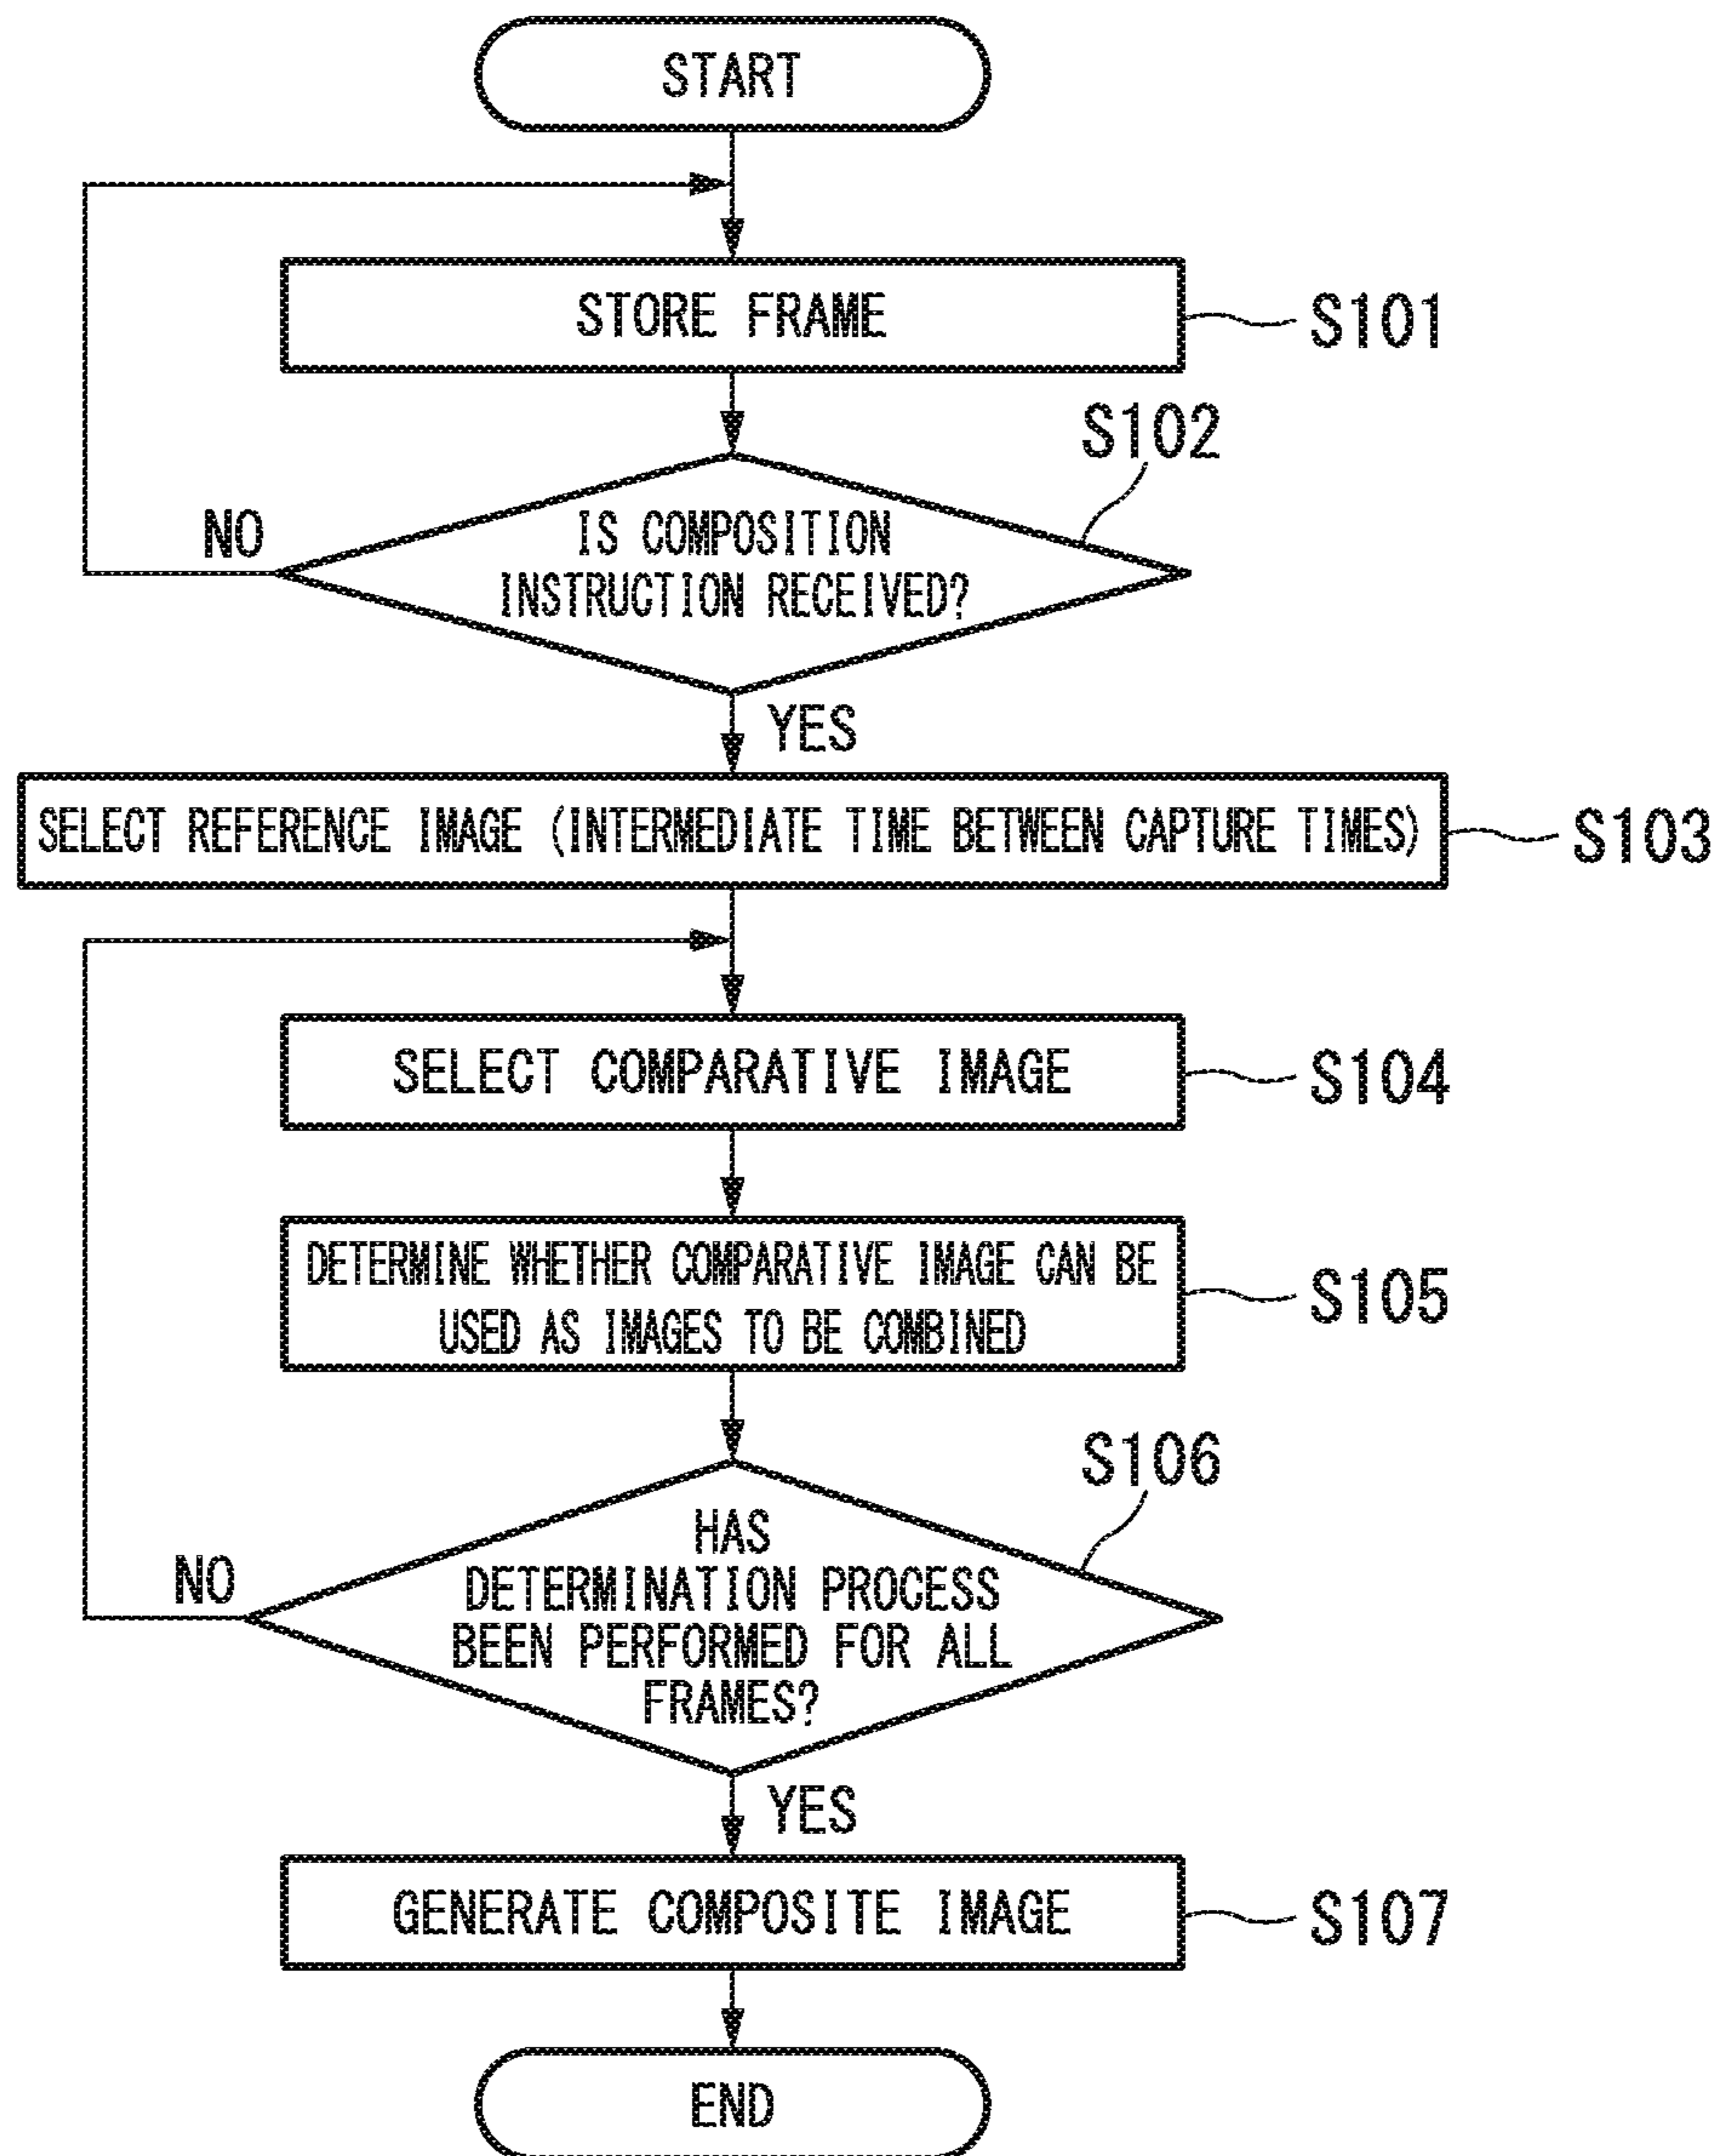 START
STORE FRAME
S101
S102
IS COMPOSITION
INSTRUCTION RECEIVED?
NO
YES
SELECT REFERENCE IMAGE (INTERMEDIATE TIME BETWEEN CAPTURE TIMES)
S103
SELECT COMPARATIVE IMAGE
S104
DETERMINE WHETHER COMPARATIVE IMAGE CAN BE
USED AS IMAGES TO BE COMBINED
S105
S106
HAS
DETERMINATION PROCESS
BEEN PERFORMED FOR ALL
FRAMES?
NO
YES
GENERATE COMPOSITE IMAGE
S107
END